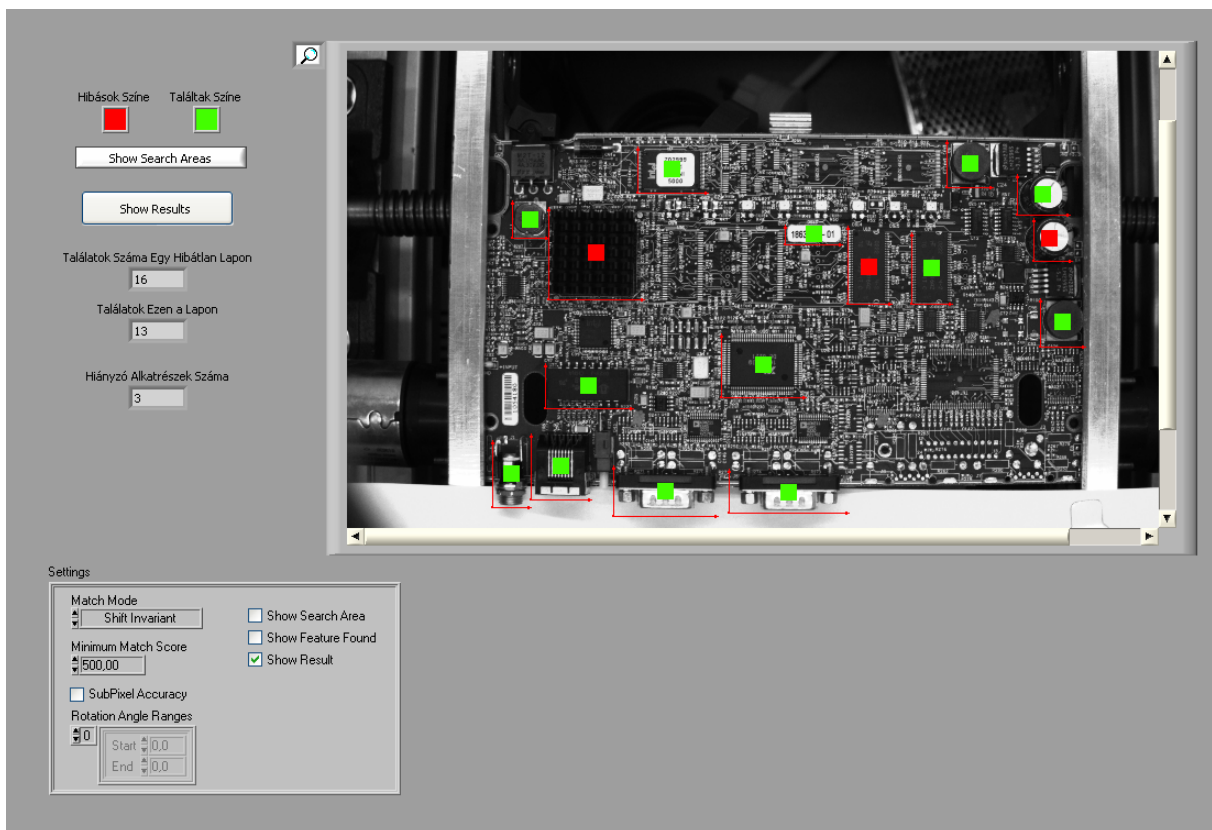 Hibások Színe Találtak Színe
Show Search Areas
Show Results
Találatok Száma Egy Hibátlan Lapon
16
Találatok Ezen a Lapon
13
Hiányzó Alkatrészek Száma
3
Settings
Match Mode
Shift Invariant
Minimum Match Score
500,00
SubPixel Accuracy
Rotation Angle Ranges
0
Start 0,0
End 0,0
Show Search Area
Show Feature Found
Show Result
5000
01